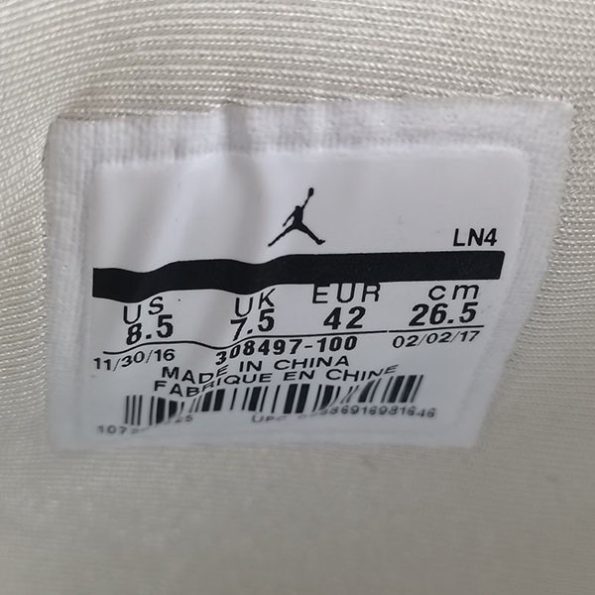 LN4
US UK EUR cm
8.5 7.5 42 26.5
11/30/16 308497-100 02/02/17
MADE IN CHINA
FABRIQUE EN CHINE